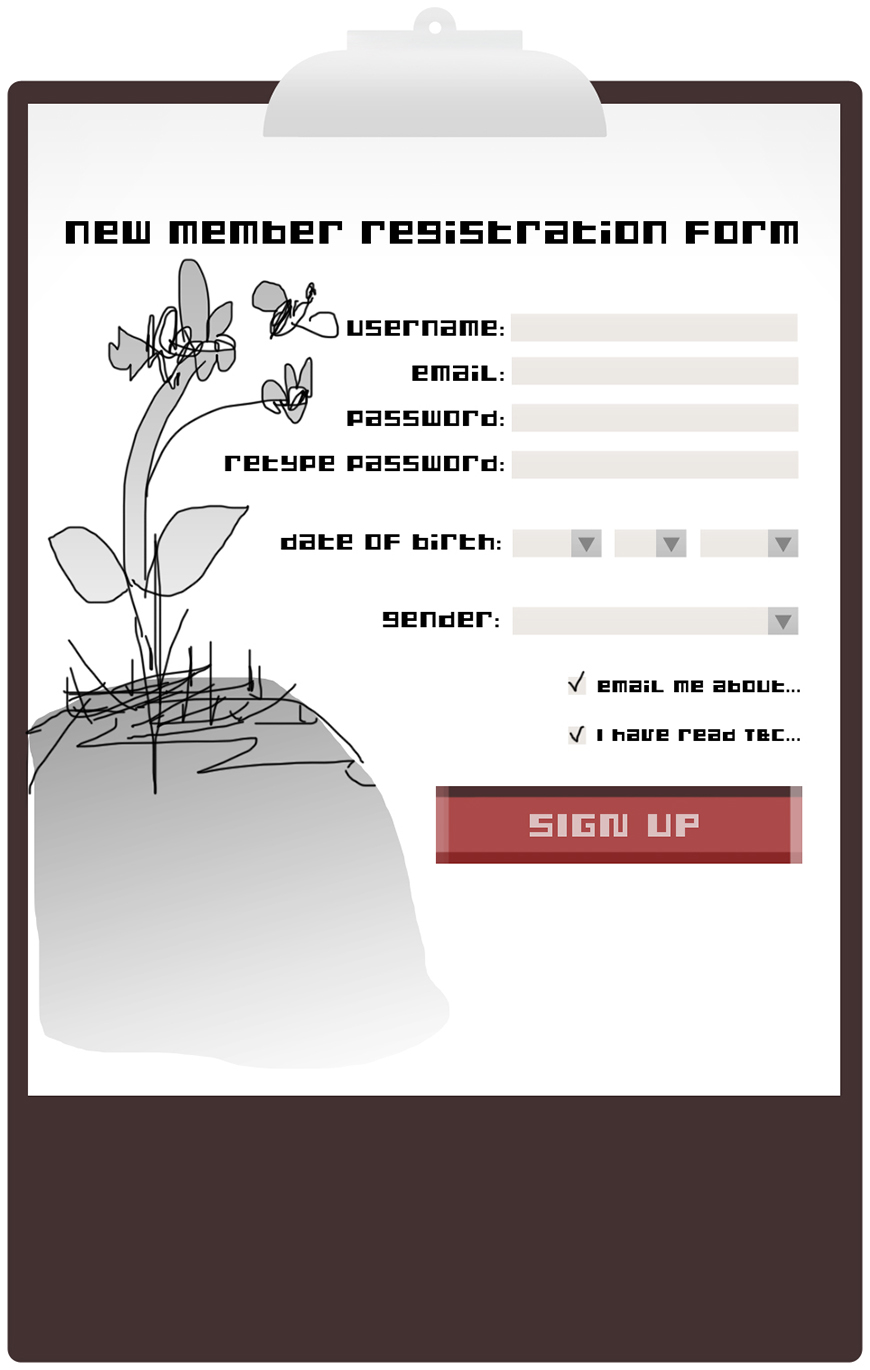 new member registration form
username:
email:
password:
retype password:
date of birth:
gender:
email me about...
I have read T&C...
SIGN UP